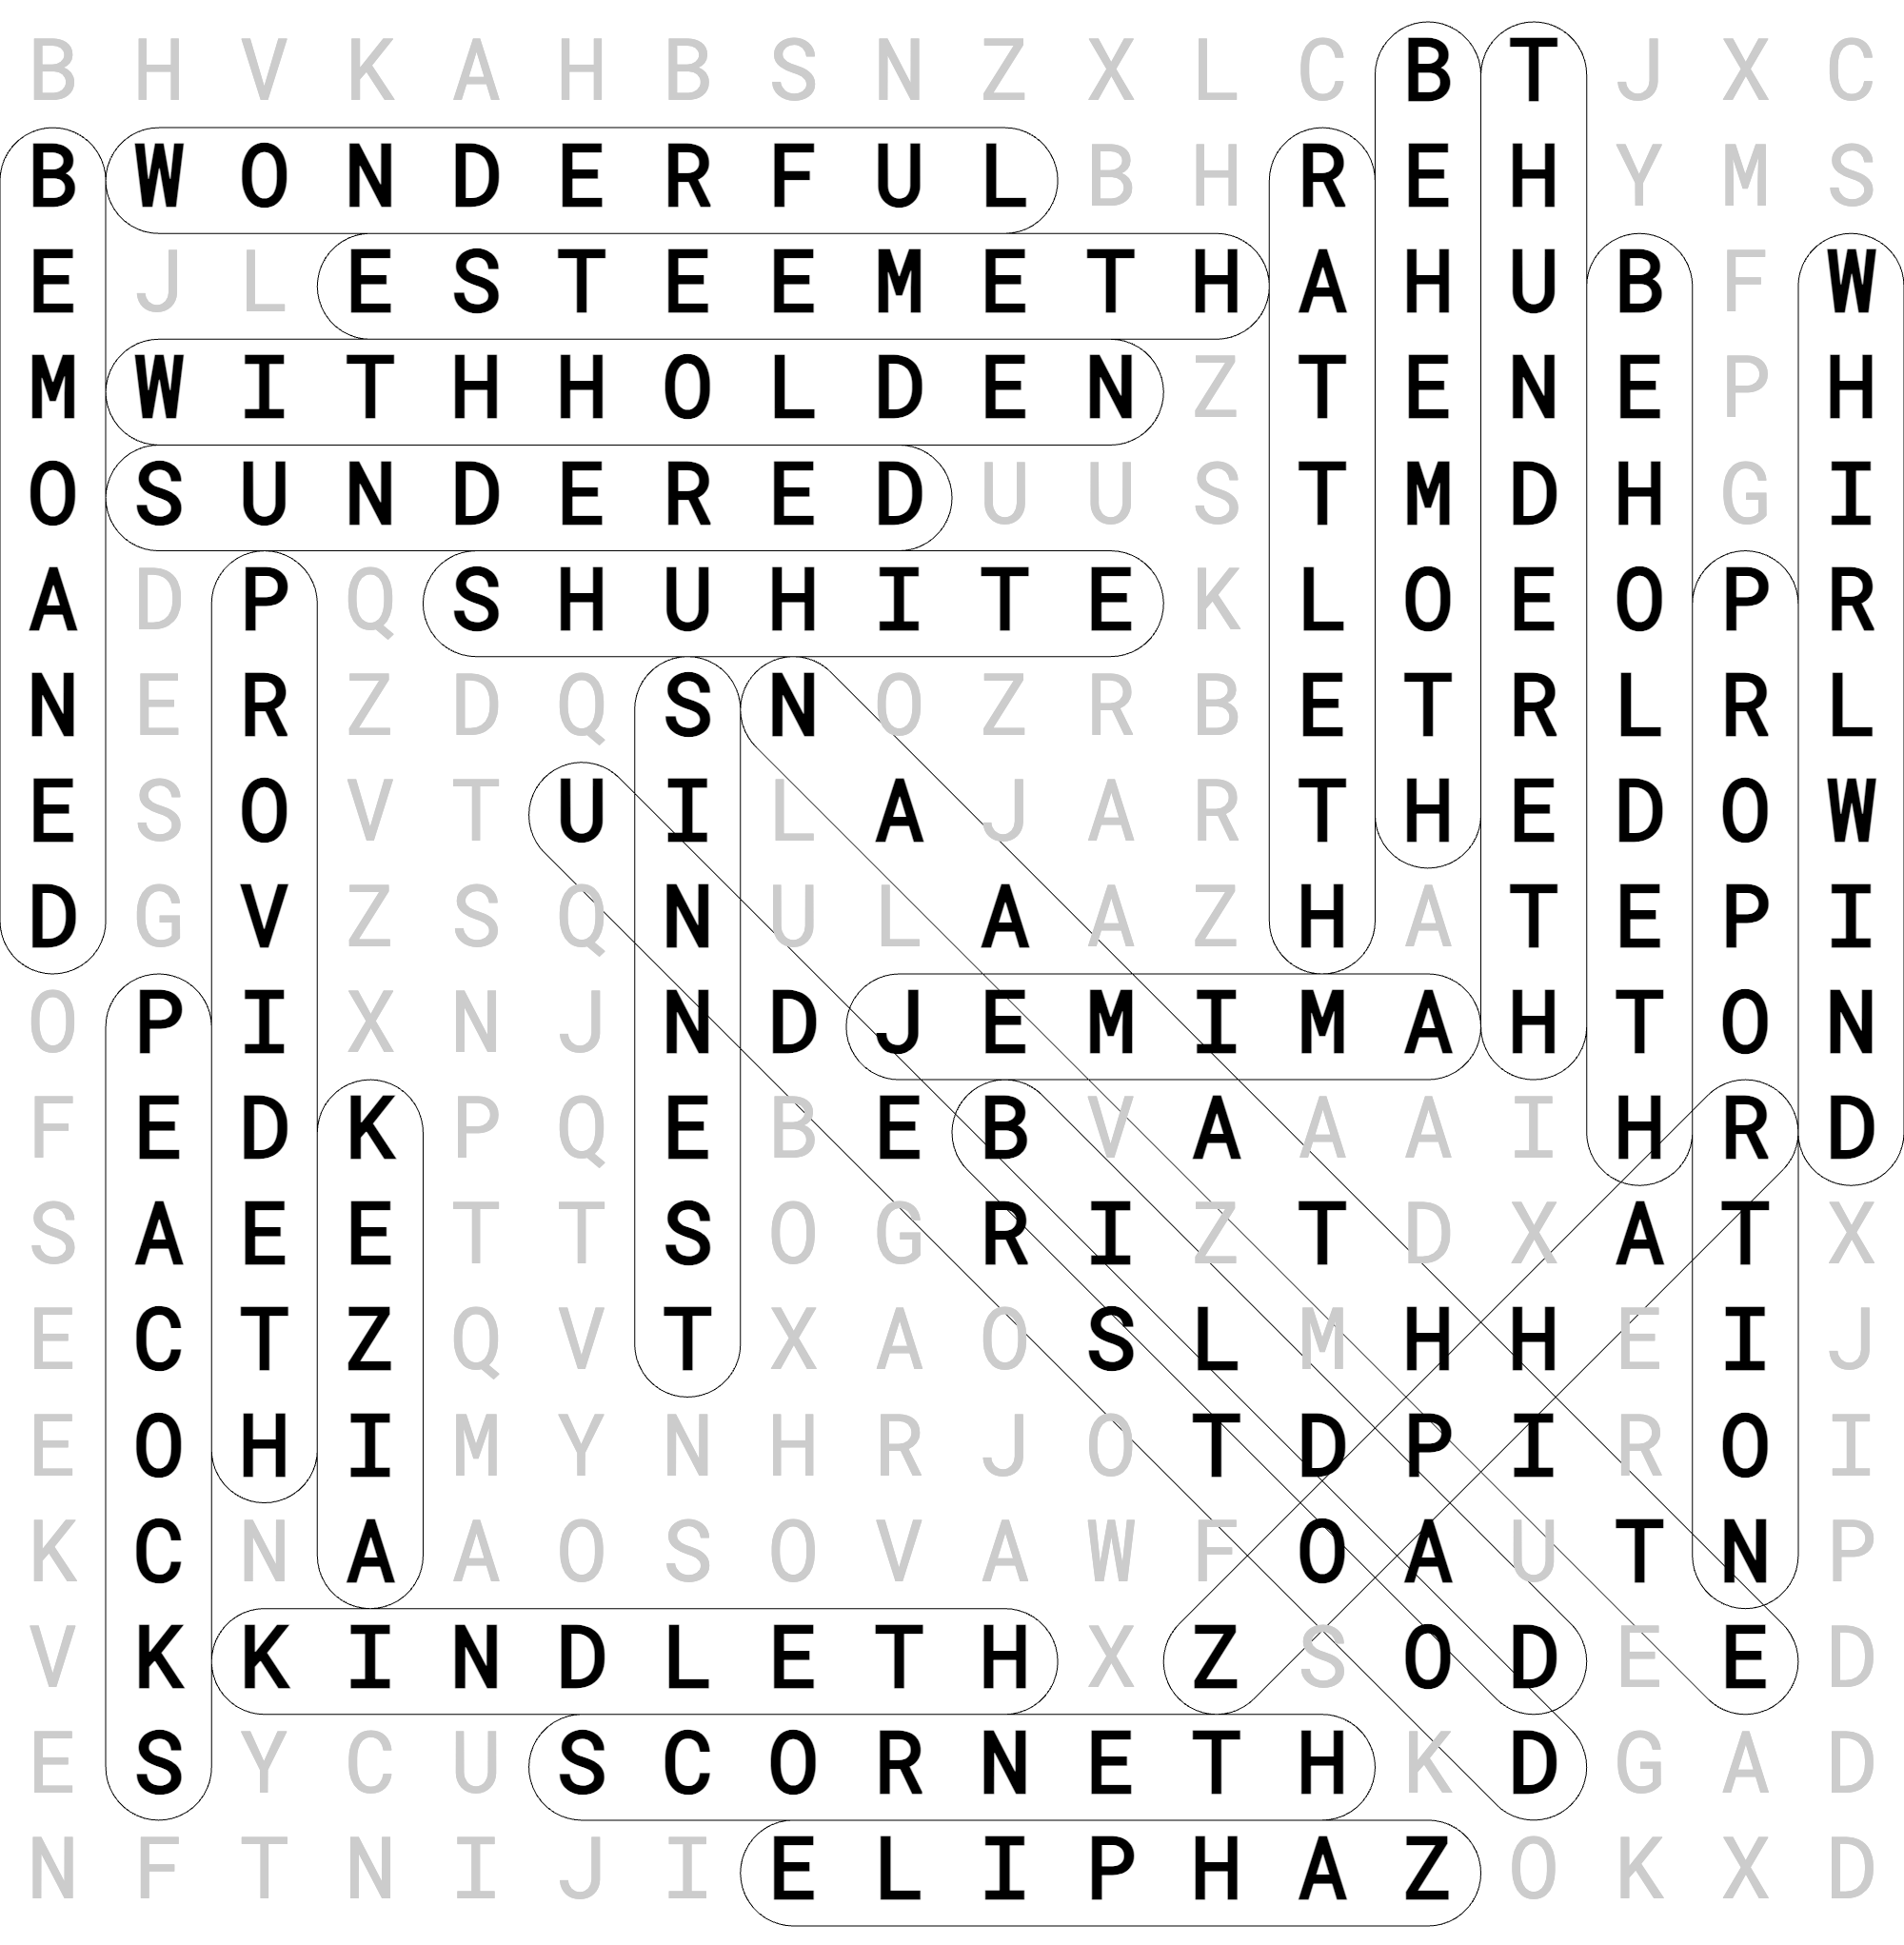 B H V K A H B S N Z X L C B T J X C
B W O N D E R F U L B H R E H Y M S
E J L E S T E E M E T H A H U B F W
M W I T H H O L D E N Z T E N E P H
O S U N D E R E D U U S T M D H G I
A D P Q S H U H I T E K L O E O P R
N E R Z D Q S N O Z R B E T R L R L
E S O V T U I L A J A R T H E D O W
D G V Z S Q N U L A A Z H A T E P I
O P I X N J N D J E M I M A H T O N
F E D K P Q E B E B V A A A I H R D
S A E E T T S O G R I Z T D X A T X
E C T Z Q V T X A O S L M H H E I J
E O H I M Y N H R J O T D P I R O I
K C N A A O S O V A W F O A U T N P
V K K I N D L E T H X Z S O D E E D
E S Y C U S C O R N E T H K D G A D
N F T N I J I E L I P H A Z O K X D